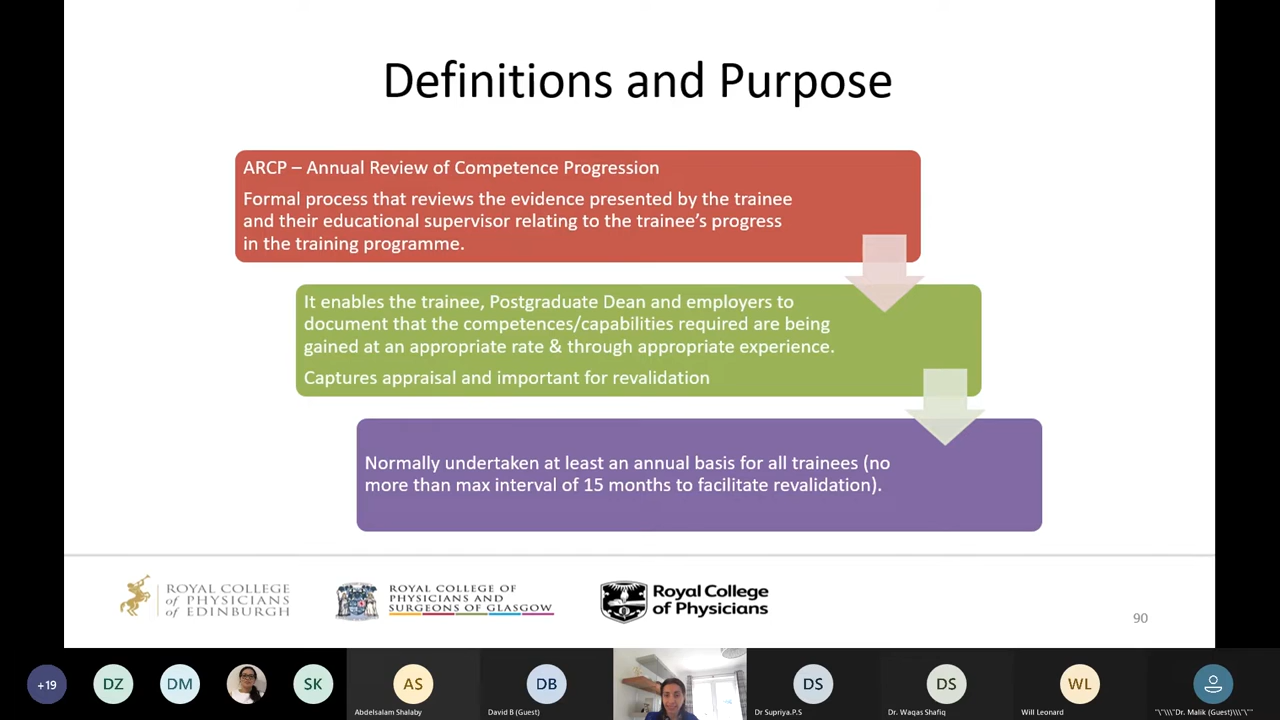 Definitions and Purpose
ARCP – Annual Review of Competence Progression
Formal process that reviews the evidence presented by the trainee
and their educational supervisor relating to the trainee's progress
in the training programme.
It enables the trainee, Postgraduate Dean and employers to
document that the competences/capabilities required are being
gained at an appropriate rate & through appropriate experience.
Captures appraisal and important for revalidation
Normally undertaken at least an annual basis for all trainees (no
more than max interval of 15 months to facilitate revalidation).
ROYAL COLLEGE
of PHYSICIANS
of EDINBURGH
ROYAL COLLEGE OF
PHYSICIANS AND
SURGEONS OF GLASGOW
Royal College
of Physicians
90
+19
DZ
DM
SK
AS
DB
DS
DS
WL
Abdelsalam Shalaby
David B (Guest)
Dr Supriya.P.S
Dr. Waqas Shafiq
Will Leonard
"\"\\\"Dr. Malik (Guest)\\\"\""